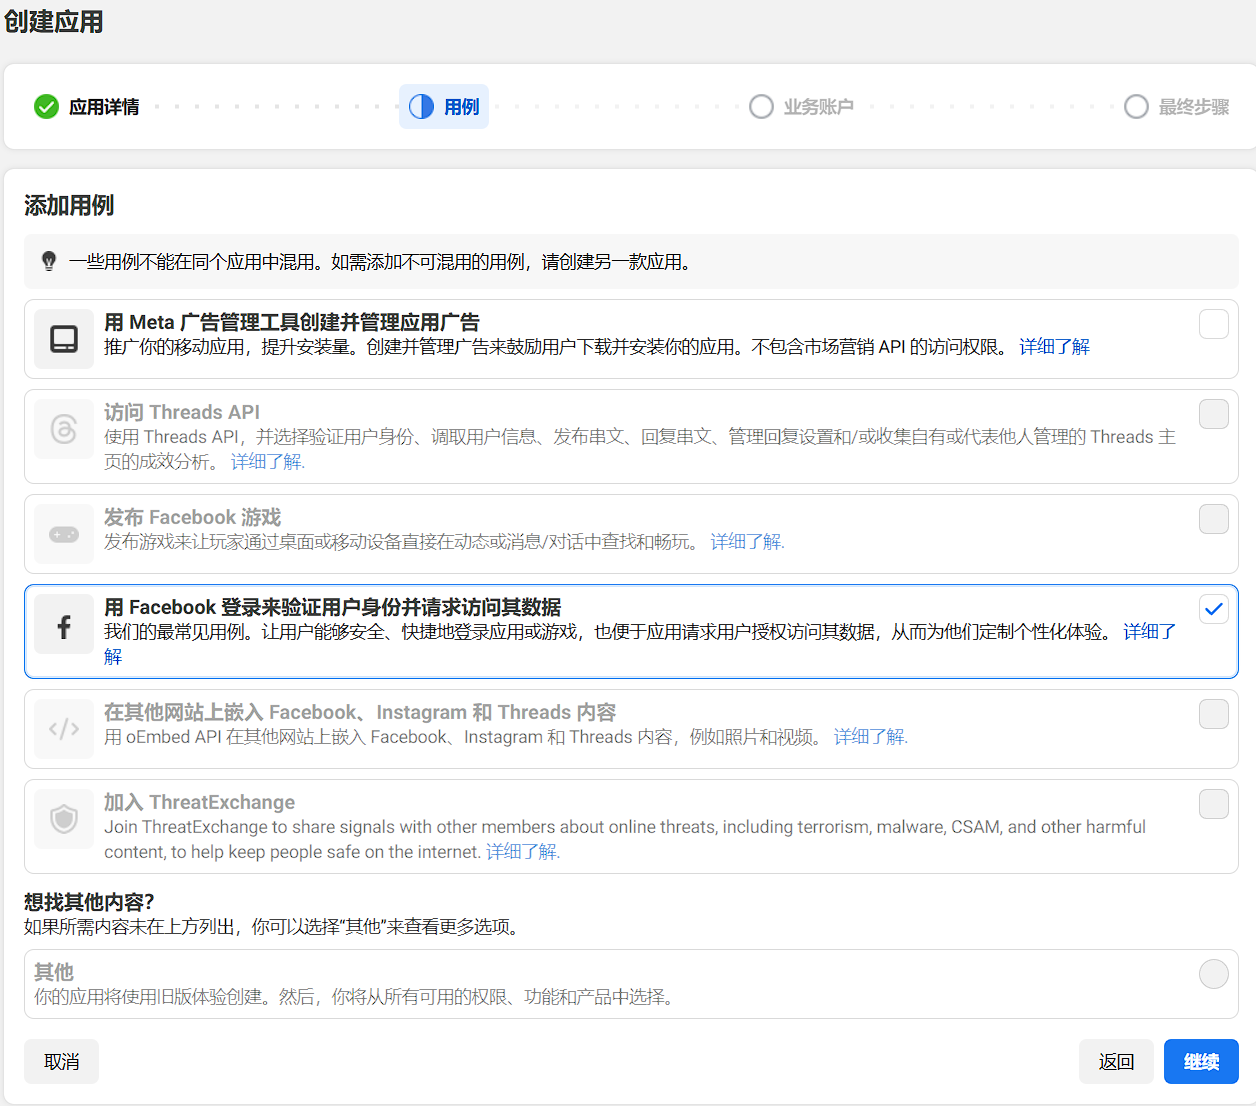 创建应用
应用详情
用例
业务账户
最终步骤
添加用例
一些用例不能在同个应用中混用。如需添加不可混用的用例，请创建另一款应用。
用 Meta 广告管理工具创建并管理应用广告
推广你的移动应用，提升安装量。创建并管理广告来鼓励用户下载并安装你的应用。不包含市场营销 API 的访问权限。 详细了解
访问 Threads API
使用 Threads API，并选择验证用户身份、调取用户信息、发布串文、回复串文、管理回复设置和/或收集自有或代表他人管理的 Threads 主
页的成效分析。 详细了解.
发布 Facebook 游戏
发布游戏来让玩家通过桌面或移动设备直接在动态或消息/对话中查找和畅玩。 详细了解.
用 Facebook 登录来验证用户身份并请求访问其数据
我们的最常见用例。让用户能够安全、快捷地登录应用或游戏，也便于应用请求用户授权访问其数据，从而为他们定制个性化体验。 详细了
解
在其他网站上嵌入 Facebook、Instagram 和 Threads 内容
用 oEmbed API 在其他网站上嵌入 Facebook、Instagram 和 Threads 内容，例如照片和视频。 详细了解.
加入 ThreatExchange
Join ThreatExchange to share signals with other members about online threats, including terrorism, malware, CSAM, and other harmful
content, to help keep people safe on the internet. 详细了解.
想找其他内容？
如果所需内容未在上方列出，你可以选择“其他”来查看更多选项。
其他
你的应用将使用旧版体验创建。然后，你将从所有可用的权限、功能和产品中选择。
取消
返回
继续